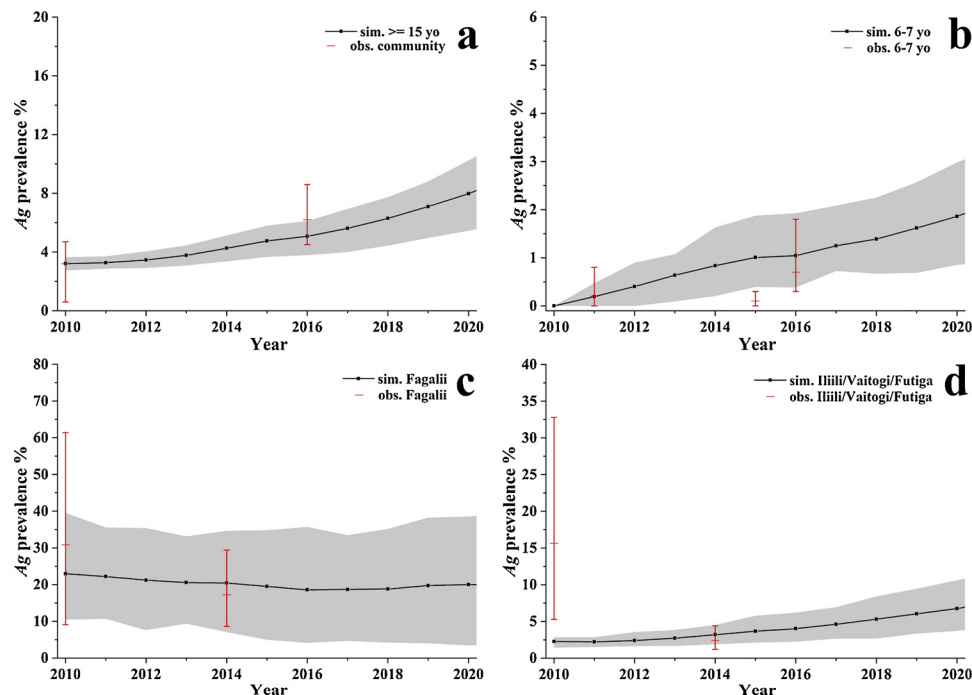 20
16
12
8
4
0
Ag prevalence %
sim. >= 15 yo
obs. community
a
2010 2012 2014 2016 2018 2020
Year
6
5
4
3
2
1
0
Ag prevalence %
sim. 6-7 yo
obs. 6-7 yo
b
2010 2012 2014 2016 2018 2020
Year
80
70
60
50
40
30
20
10
0
Ag prevalence %
sim. Fagalii
obs. Fagalii
c
2010 2012 2014 2016 2018 2020
Year
40
35
30
25
20
15
10
5
0
Ag prevalence %
sim. Iliili/Vaitogi/Futiga
obs. Iliili/Vaitogi/Futiga
d
2010 2012 2014 2016 2018 2020
Year